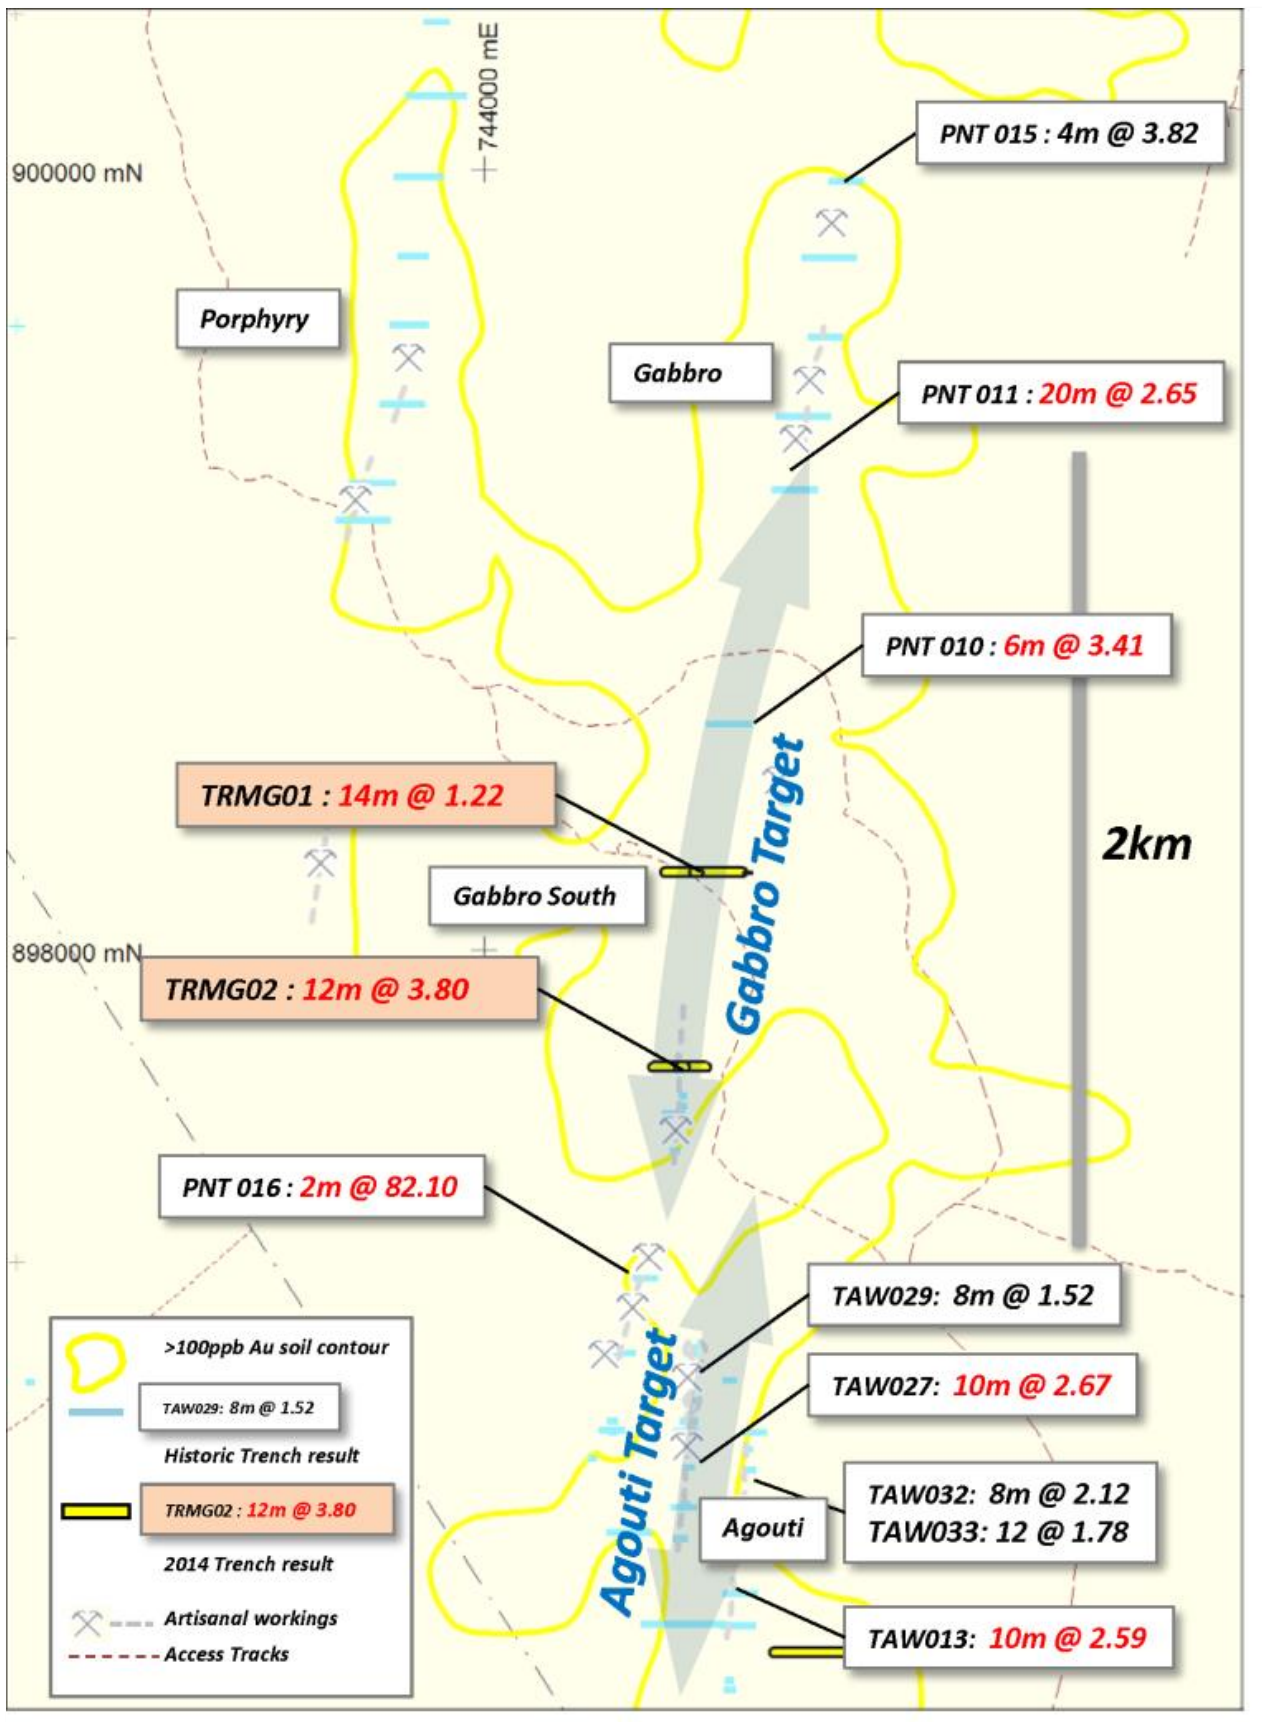 744000 mE
PNT 015 : 4m @ 3.82
900000 mN
Porphyry
Gabbro
PNT 011 : 20m @ 2.65
PNT 010 : 6m @ 3.41
TRMG01 : 14m @ 1.22
Gabbro Target
2km
Gabbro South
898000 mN
TRMG02 : 12m @ 3.80
PNT 016 : 2m @ 82.10
TAW029: 8m @ 1.52
TAW027: 10m @ 2.67
Agouti Target
TAW032: 8m @ 2.12
TAW033: 12 @ 1.78
Agouti
TAW013: 10m @ 2.59
>100ppb Au soil contour
TAW029: 8m @ 1.52
Historic Trench result
TRMG02 : 12m @ 3.80
2014 Trench result
Artisanal workings
Access Tracks